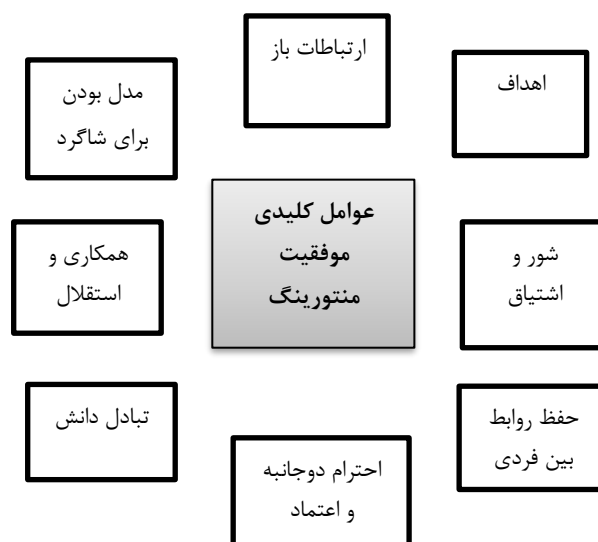 ارتباطات باز
اهداف
مدل بودن
برای شاگرد
عوامل کلیدی
موفقیت
منتورینگ
شور و
اشتیاق
همکاری و
استقلال
حفظ روابط
بین فردی
تبادل دانش
احترام دوجانبه
و اعتماد